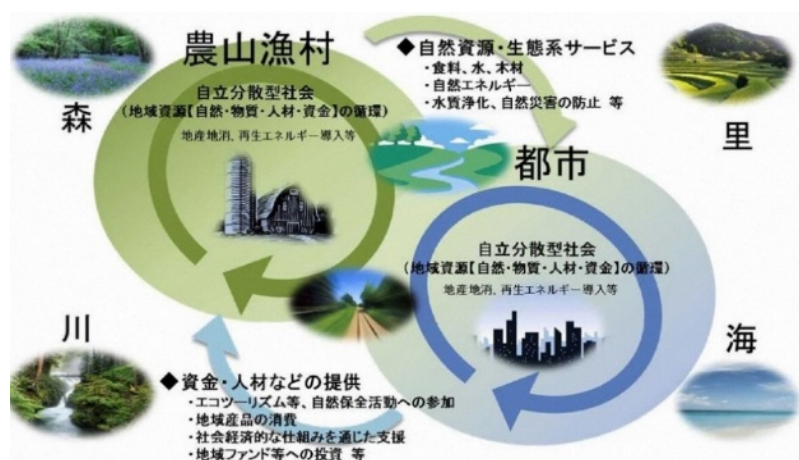 農山漁村
森
自立分散型社会
(地域資源【自然・物質・人材・資金】の循環)
地産地消、再生エネルギー導入等
◆自然資源・生態系サービス
・食料、水、木材
・自然エネルギー
・水質浄化、自然災害の防止 等
里
都市
自立分散型社会
(地域資源【自然・物質・人材・資金】の循環)
地産地消、再生エネルギー導入等
川
◆資金・人材などの提供
・エコツーリズム等、自然保全活動への参加
・地域産品の消費
・社会経済的な仕組みを通じた支援
・地域ファンド等への投資 等
海